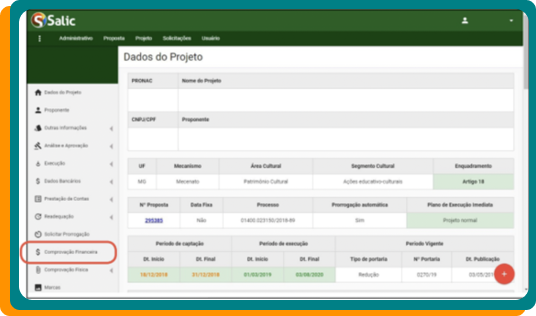 Salic
Administrativo Proposta Projeto Solicitações Usuário
Dados do Projeto
PRONAC Nome do Projeto
CNPJ/CPF Proponente
Dados do Projeto
Proponente
Outras Informações
Análise e Aprovação
Execução
Dados Bancários
Prestação de Contas
Readequação
Solicitar Prorrogação
Comprovação Financeira
Comprovação Física
Marcas
UF Mecanismo Área Cultural Segmento Cultural Enquadramento
MG Mecenato Patrimônio Cultural Ações educativo-culturais Artigo 18
Nº Proposta Data Fixa Processo Prorrogação automática Plano de Execução Imediata
295385 Não 01400.023150/2018-89 Sim Projeto normal
Período de captação Período de execução Período Vigente
Dt. Início Dt. Final Dt. Início Dt. Final Tipo de portaria Nº Portaria Dt. Publicação
18/12/2018 31/12/2018 01/03/2019 03/08/2020 Redução 0270/19